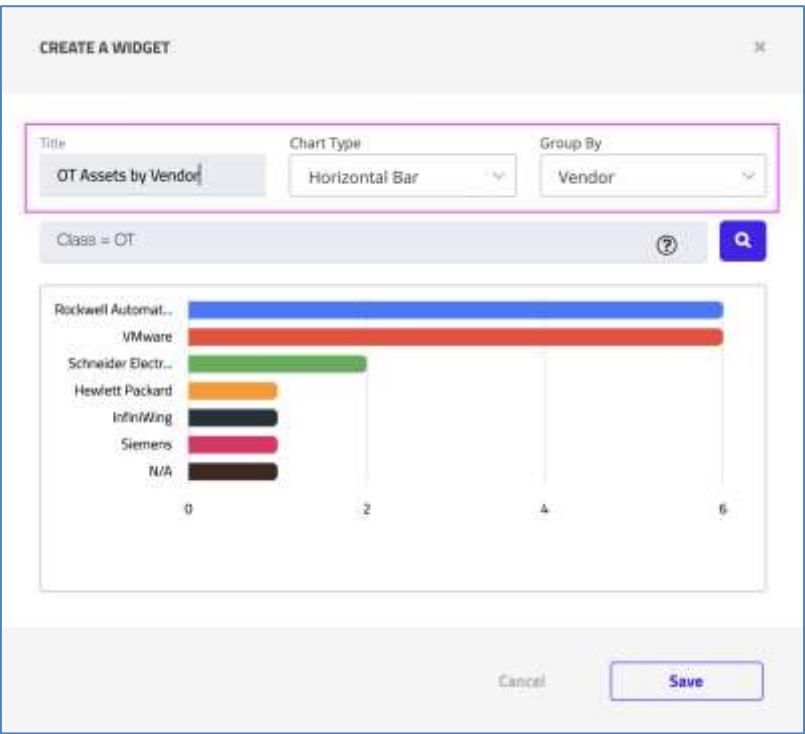 CREATE A WIDGET ×
Title Chart Type Group By
OT Assets by Vendor Horizontal Bar Vendor
Class = OT
Rockwell Automat...
VMware
Schneider Electr...
Hewlett Packard
InfiniWing
Siemens
N/A
0 2 4 6
Cancel Save